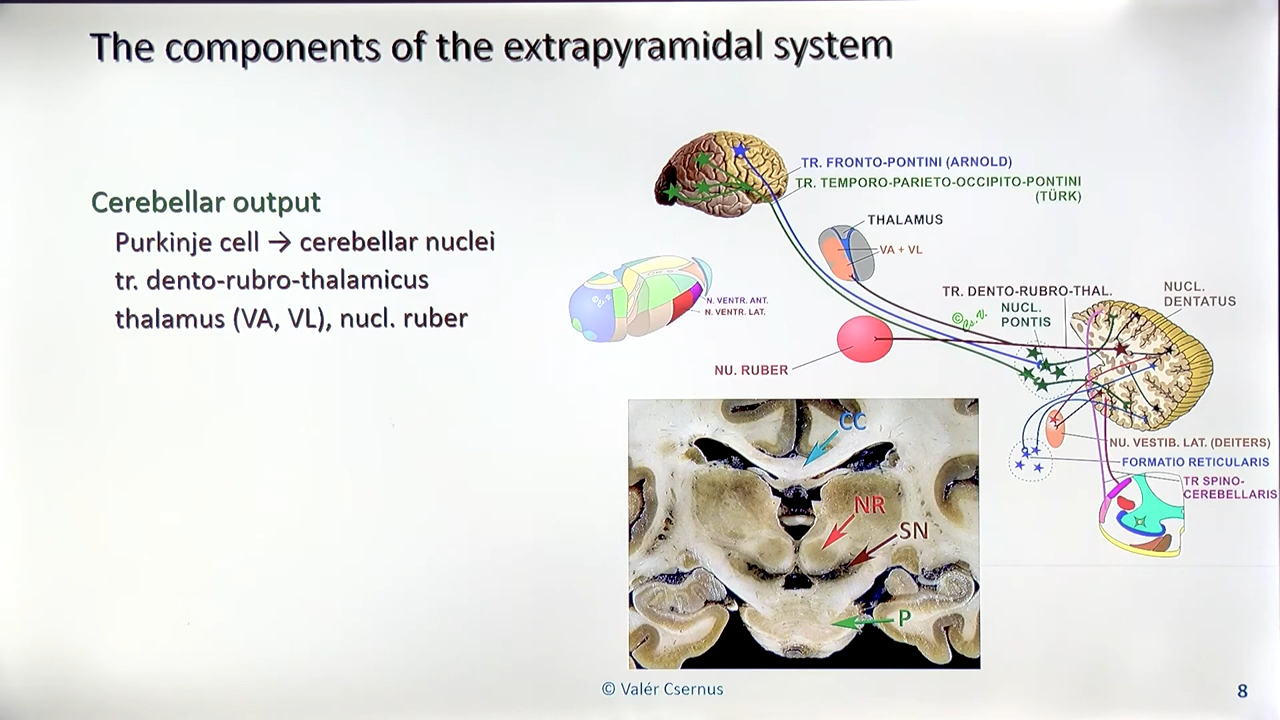 The components of the extrapyramidal system
Cerebellar output
Purkinje cell → cerebellar nuclei
tr. dento-rubro-thalamicus
thalamus (VA, VL), nucl. ruber
TR. FRONTO-PONTINI (ARNOLD)
TR. TEMPORO-PARIETO-OCCIPITO-PONTINI
(TÜRK)
THALAMUS
VA + VL
N. VENTR. ANT.
N. VENTR. LAT.
TR. DENTO-RUBRO-THAL.
NUCL.
PONTIS
NUCL.
DENTATUS
NU. RUBER
NU. VESTIB. LAT. (DEITERS)
FORMATIO RETICULARIS
TR SPINO-
CEREBELLARIS
CC
NR
SN
P
© Valér Csernus
8